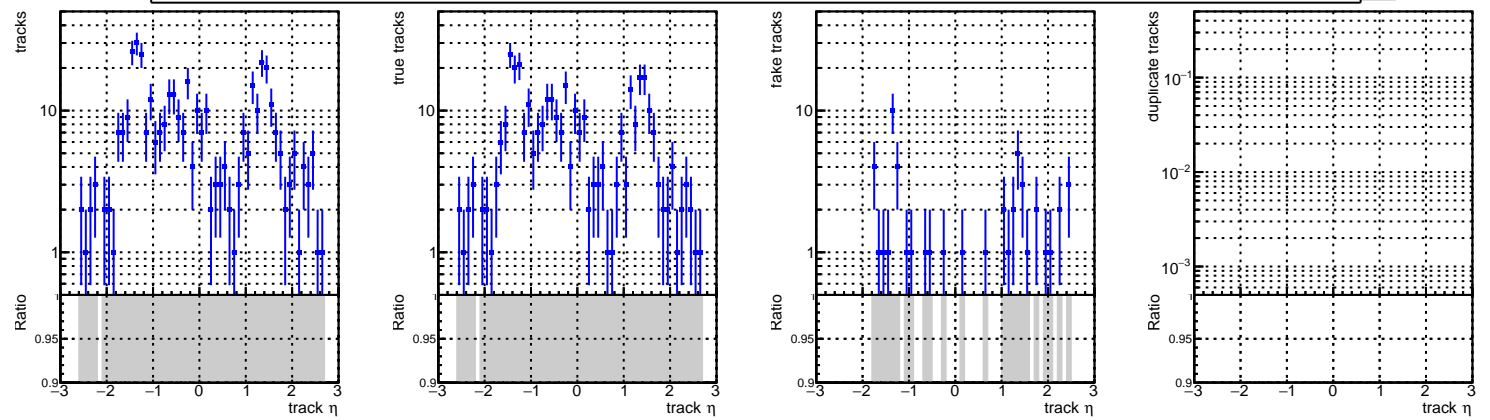 tracks
10
1
Ratio
1
0.95
0.9
−3 −2 −1 0 1 2 3
track η
true tracks
10
1
Ratio
1
0.95
0.9
−3 −2 −1 0 1 2 3
track η
fake tracks
10
1
Ratio
1
0.95
0.9
−3 −2 −1 0 1 2 3
track η
duplicate tracks
10⁻¹
10⁻²
10⁻³
Ratio
1
0.95
0.9
−3 −2 −1 0 1 2 3
track η